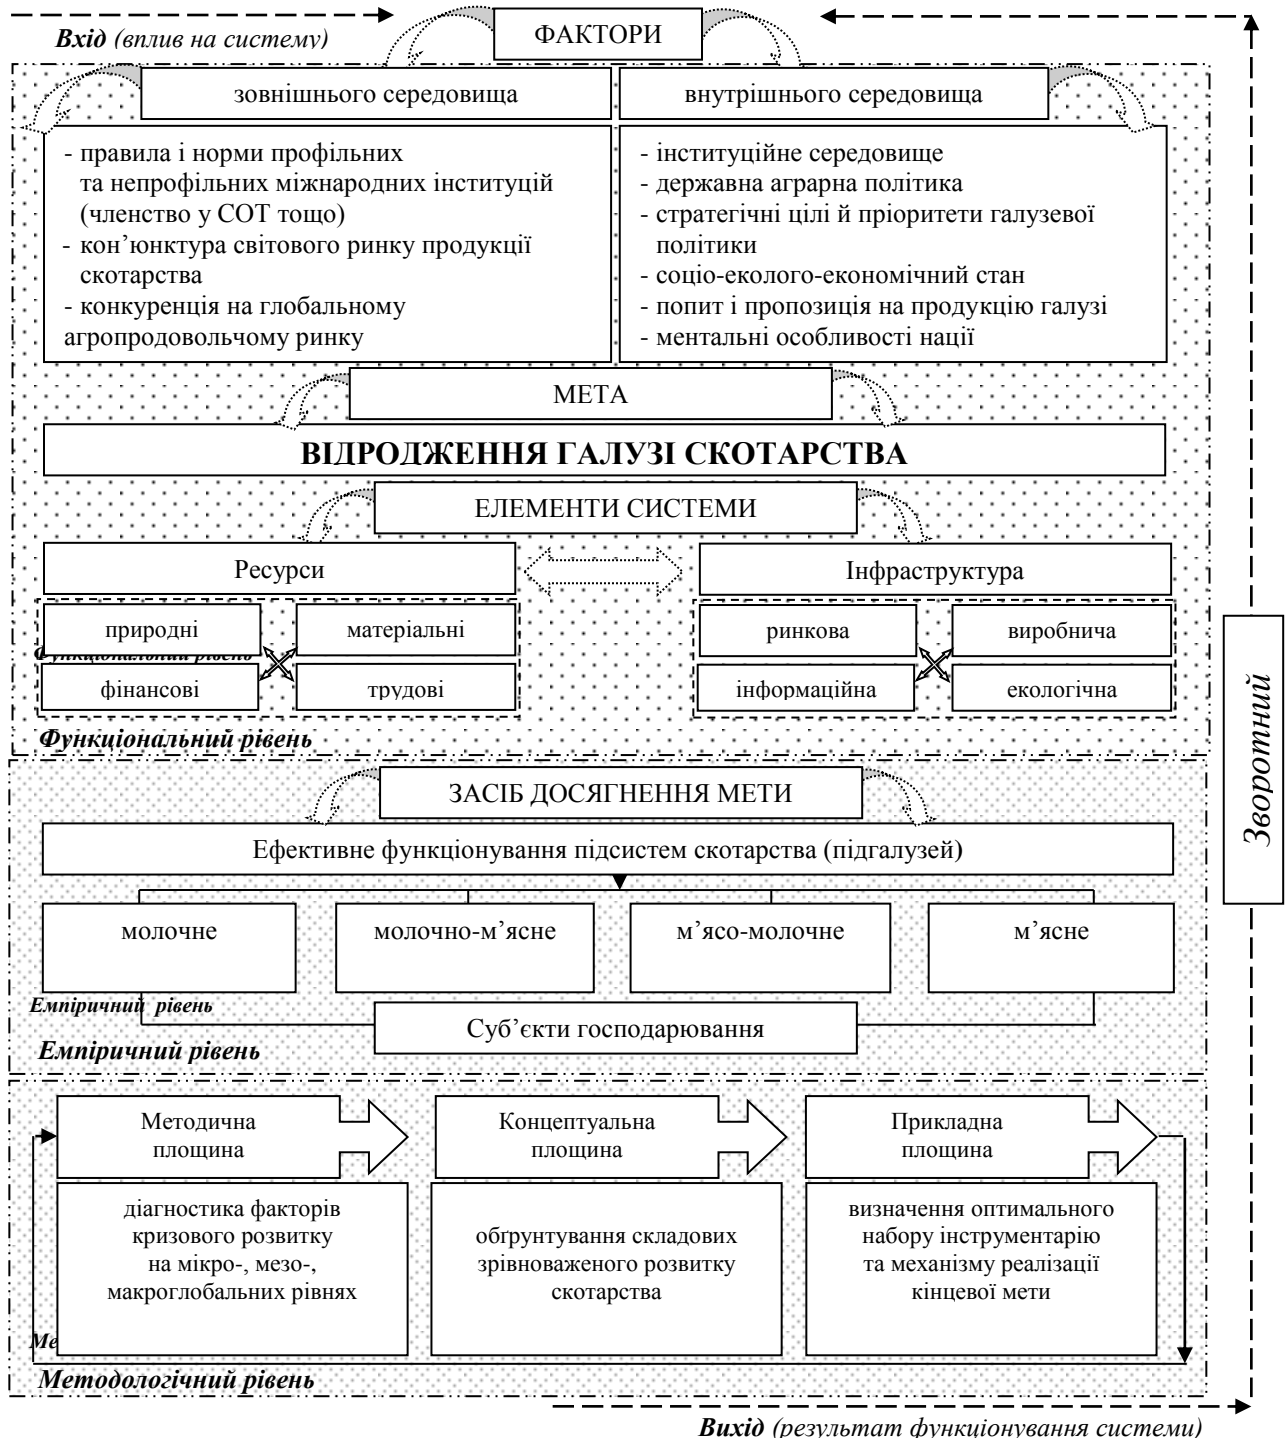 ФАКТОРИ
Вхід (вплив на систему)
зовнішнього середовища
внутрішнього середовища
- правила і норми профільних
та непрофільних міжнародних інституцій
(членство у СОТ тощо)
- кон’юнктура світового ринку продукції
скотарства
- конкуренція на глобальному
агропродовольчому ринку
- інституційне середовище
- державна аграрна політика
- стратегічні цілі й пріоритети галузевої
політики
- соціо-еколого-економічний стан
- попит і пропозиція на продукцію галузі
- ментальні особливості нації
МЕТА
ВІДРОДЖЕННЯ ГАЛУЗІ СКОТАРСТВА
ЕЛЕМЕНТИ СИСТЕМИ
Ресурси
Інфраструктура
природні
матеріальні
ринкова
виробнича
Функціональний рівень
фінансові
трудові
інформаційна
екологічна
Функціональний рівень
Зворотний
ЗАСІБ ДОСЯГНЕННЯ МЕТИ
Ефективне функціонування підсистем скотарства (підгалузей)
молочне
молочно-м’ясне
м’ясо-молочне
м’ясне
Емпіричний рівень
Суб’єкти господарювання
Емпіричний рівень
Методична
площина
Концептуальна
площина
Прикладна
площина
діагностика факторів
кризового розвитку
на мікро-, мезо-,
макроглобальних рівнях
обґрунтування складових
зрівноваженого розвитку
скотарства
визначення оптимального
набору інструментарію
та механізму реалізації
кінцевої мети
Ме
Методологічний рівень
Вихід (результат функціонування системи)